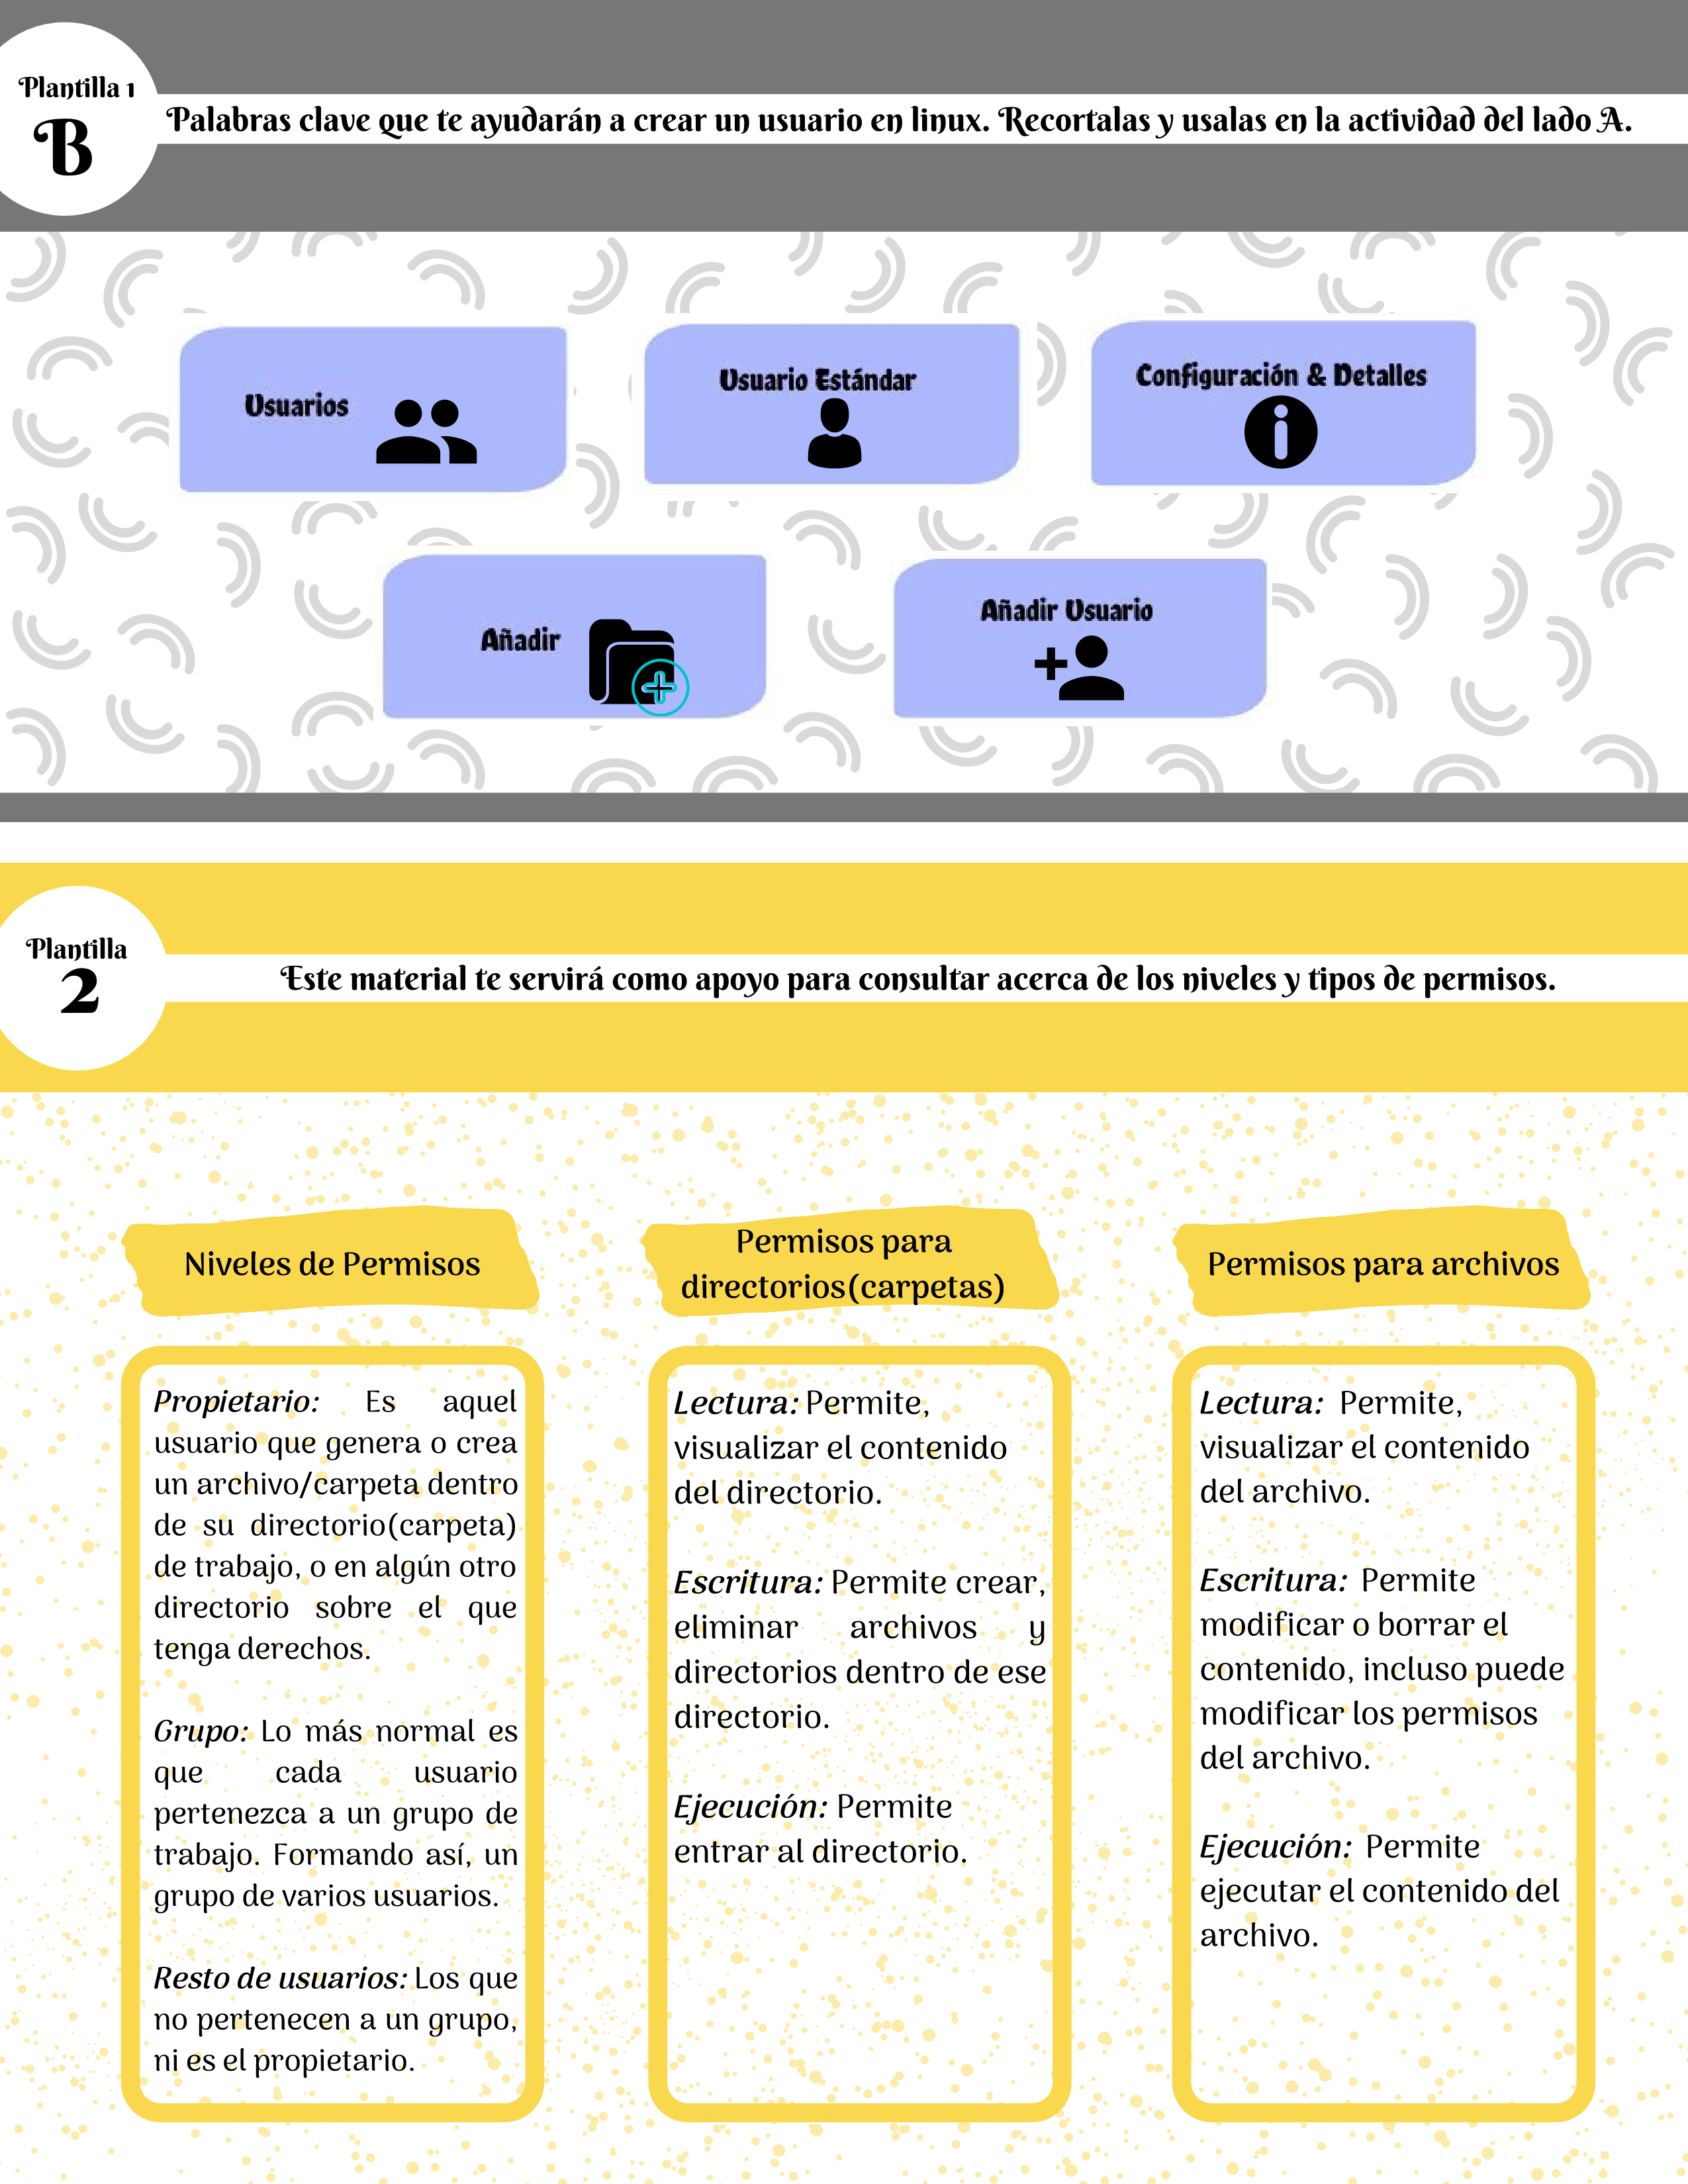 Plantilla 1
B
Palabras clave que te ayudarán a crear un usuario en linux. Recortalas y usalas en la actividad del lado A.
Usuarios
Usuario Estándar
Configuración & Detalles
Añadir
Añadir Usuario
Plantilla
2
Este material te servirá como apoyo para consultar acerca de los niveles y tipos de permisos.
Niveles de Permisos
Propietario: Es aquel
usuario que genera o crea
un archivo/carpeta dentro
de su directorio(carpeta)
de trabajo, o en algún otro
directorio sobre el que
tenga derechos.
Grupo: Lo más normal es
que cada usuario
pertenezca a un grupo de
trabajo. Formando así, un
grupo de varios usuarios.
Resto de usuarios: Los que
no pertenecen a un grupo,
ni es el propietario.
Permisos para
directorios(carpetas)
Lectura: Permite,
visualizar el contenido
del directorio.
Escritura: Permite crear,
eliminar archivos y
directorios dentro de ese
directorio.
Ejecución: Permite
entrar al directorio.
Permisos para archivos
Lectura: Permite,
visualizar el contenido
del archivo.
Escritura: Permite
modificar o borrar el
contenido, incluso puede
modificar los permisos
del archivo.
Ejecución: Permite
ejecutar el contenido del
archivo.